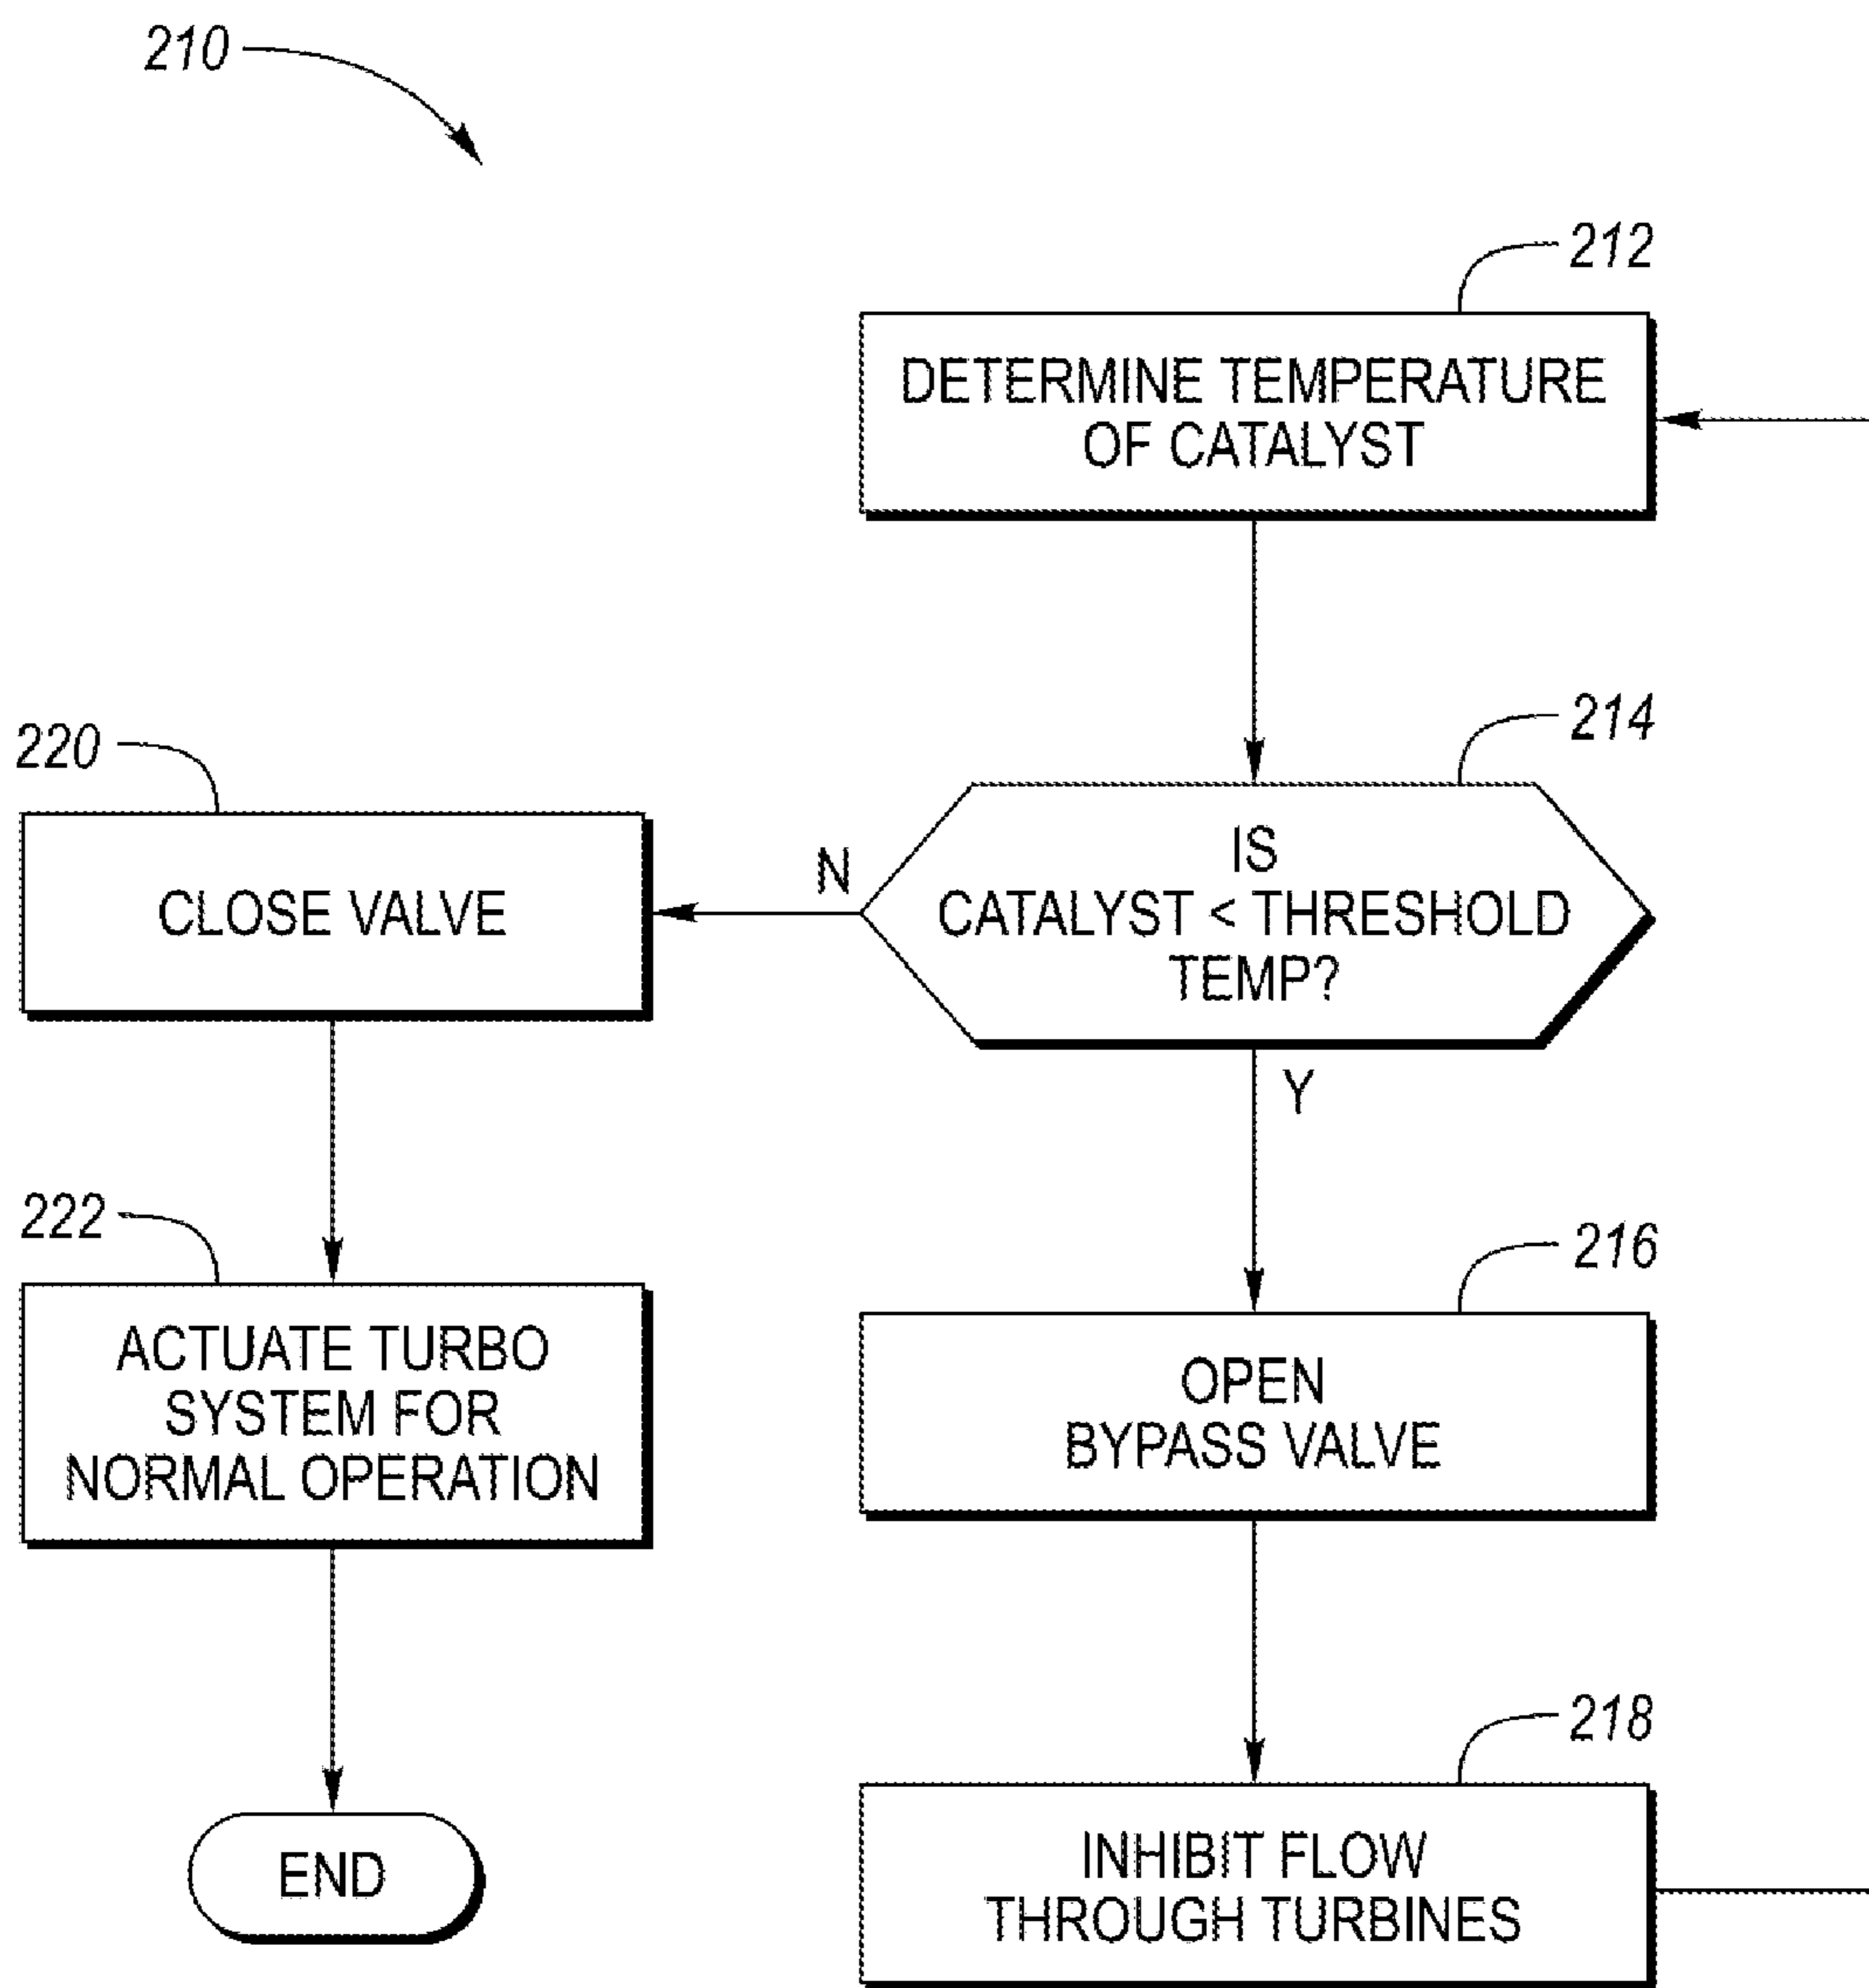 210
212
DETERMINE TEMPERATURE
OF CATALYST
214
IS
CATALYST < THRESHOLD
TEMP?
N
Y
220
CLOSE VALVE
222
ACTUATE TURBO
SYSTEM FOR
NORMAL OPERATION
216
OPEN
BYPASS VALVE
218
INHIBIT FLOW
THROUGH TURBINES
END